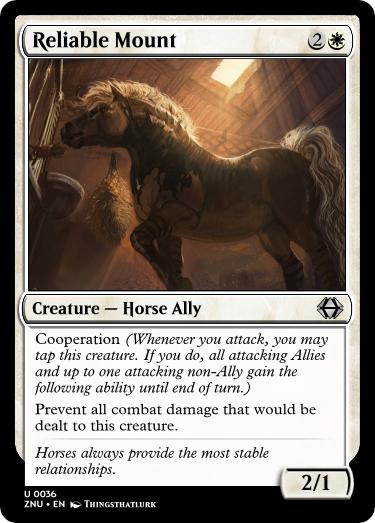 Reliable Mount
2
Creature — Horse Ally
Cooperation (Whenever you attack, you may
tap this creature. If you do, all attacking Allies
and up to one attacking non-Ally gain the
following ability until end of turn.)
Prevent all combat damage that would be
dealt to this creature.
Horses always provide the most stable
relationships.
2/1
U 0036
ZNU • EN Thingsthatlurk